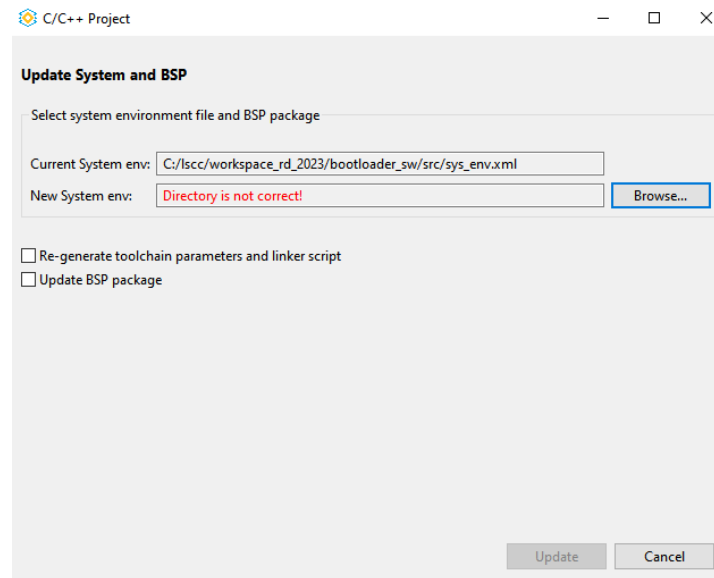 C/C++ Project
Update System and BSP
Select system environment file and BSP package
Current System env: C:/lscc/workspace_rd_2023/bootloader_sw/src/sys_env.xml
New System env: Directory is not correct! Browse...
Re-generate toolchain parameters and linker script
Update BSP package
Update Cancel